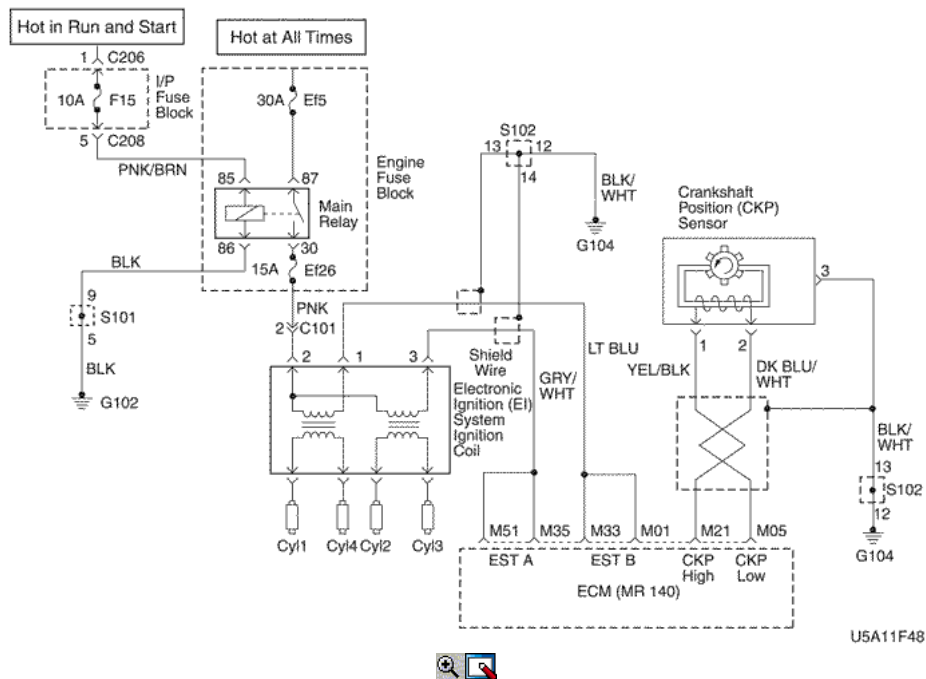 Hot in Run and Start
Hot at All Times
1 C206
10A F15
I/P
Fuse
Block
5 C208
PNK/BRN
30A Ef5
Engine
Fuse
Block
85 87
Main
Relay
86 30
15A Ef26
BLK
9
S101
5
BLK
G102
PNK
2 C101
2 1 3
S102
13 12
14
BLK/
WHT
G104
Shield
Wire
LT BLU
GRY/
WHT
Electronic
Ignition (EI)
System
Ignition
Coil
Cyl1 Cyl4 Cyl2 Cyl3
Crankshaft
Position (CKP)
Sensor
3
1 2
YEL/BLK
DK BLU/
WHT
BLK/
WHT
13
S102
12
G104
M51 M35 M33 M01 M21 M05
EST A EST B CKP
High CKP
Low
ECM (MR 140)
U5A11F48